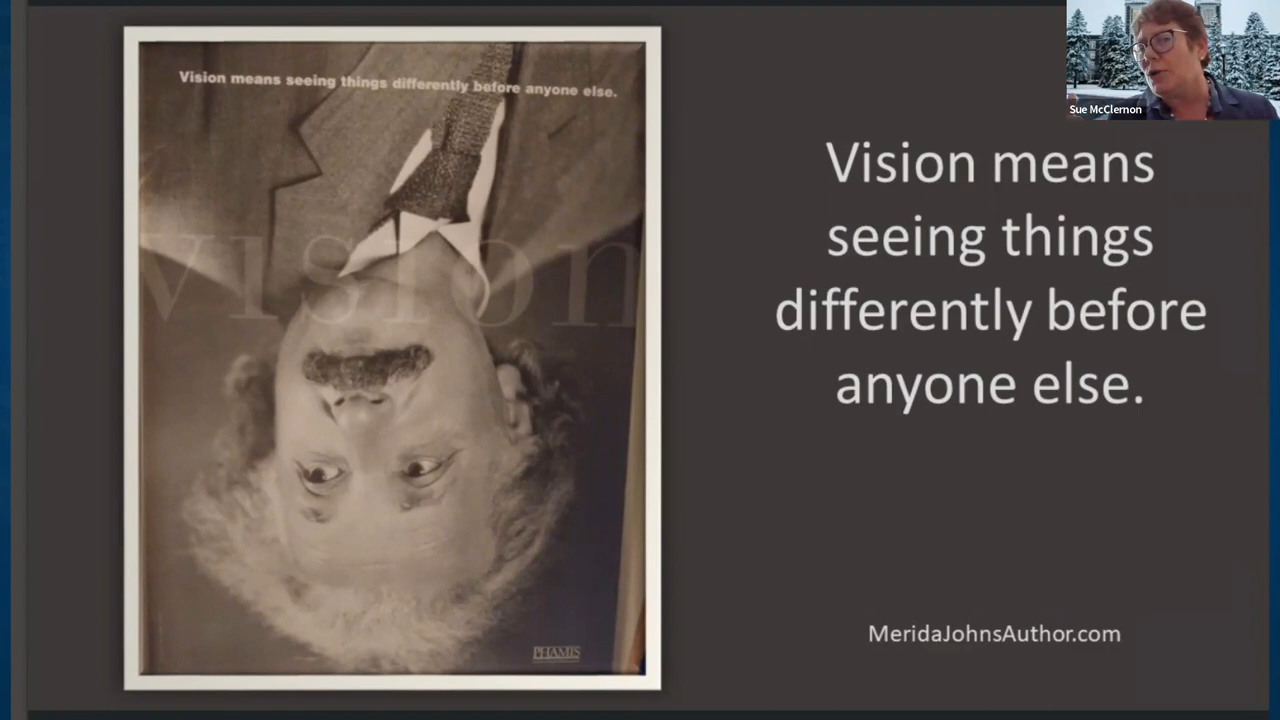 Vision means seeing things differently before anyone else.
vision
PHAMIS
Sue McClernon
Vision means
seeing things
differently before
anyone else.
MeridaJohnsAuthor.com